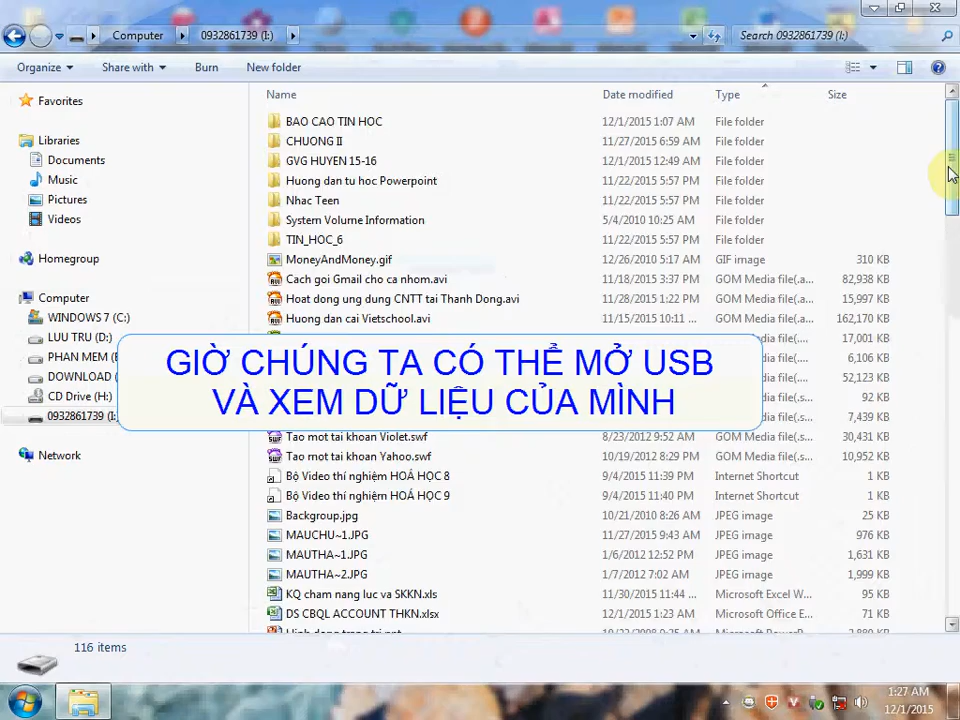 Computer
0932861739 (I:)
Search 0932861739 (I:)
Organize
Share with
Burn
New folder
Favorites
Libraries
Documents
Music
Pictures
Videos
Homegroup
Computer
WINDOWS 7 (C:)
LUU TRU (D:)
PHAN MEM (E
DOWNLOAD
CD Drive (H:)
0932861739 (I:
Network
Name Date modified Type Size
BAO CAO TIN HOC 12/1/2015 1:07 AM File folder
CHUONG II 11/27/2015 6:59 AM File folder
GVG HUYEN 15-16 12/1/2015 12:49 AM File folder
Huong dan tu hoc Powerpoint 11/22/2015 5:57 PM File folder
Nhac Teen 11/22/2015 5:57 PM File folder
System Volume Information 5/4/2010 10:25 AM File folder
TIN_HOC_6 11/22/2015 5:57 PM File folder
MoneyAndMoney.gif 12/26/2010 5:17 AM GIF image 310 KB
Cach goi Gmail cho ca nhom.avi 11/18/2015 3:37 PM GOM Media file(.a... 82,938 KB
Hoat dong ung dung CNTT tai Thanh Dong.avi 11/28/2015 1:22 PM GOM Media file(.a... 15,997 KB
Huong dan cai Vietschool.avi 11/15/2015 10:11 ... GOM Media file(.a... 162,170 KB
17,001 KB
6,106 KB
52,123 KB
92 KB
7,439 KB
GIỜ CHÚNG TA CÓ THỂ MỞ USB
VÀ XEM DỮ LIỆU CỦA MÌNH
Tao mot tai khoan Violet.swf 8/23/2012 9:52 AM GOM Media file(.s... 30,431 KB
Tao mot tai khoan Yahoo.swf 10/19/2012 8:29 PM GOM Media file(.s... 10,952 KB
Bộ Video thí nghiệm HOÁ HỌC 8 9/4/2015 11:39 PM Internet Shortcut 1 KB
Bộ Video thí nghiệm HOÁ HỌC 9 9/4/2015 11:40 PM Internet Shortcut 1 KB
Backgroup.jpg 10/21/2010 8:26 AM JPEG image 25 KB
MAUCHU~1.JPG 11/27/2015 9:43 AM JPEG image 976 KB
MAUTHA~1.JPG 1/6/2012 12:52 PM JPEG image 1,631 KB
MAUTHA~2.JPG 1/7/2012 7:02 AM JPEG image 1,999 KB
KQ cham nang luc va SKKN.xls 11/30/2015 11:44 ... Microsoft Excel W... 95 KB
DS CBQL ACCOUNT THKN.xlsx 12/1/2015 1:23 AM Microsoft Office E... 71 KB
116 items
1:27 AM
12/1/2015